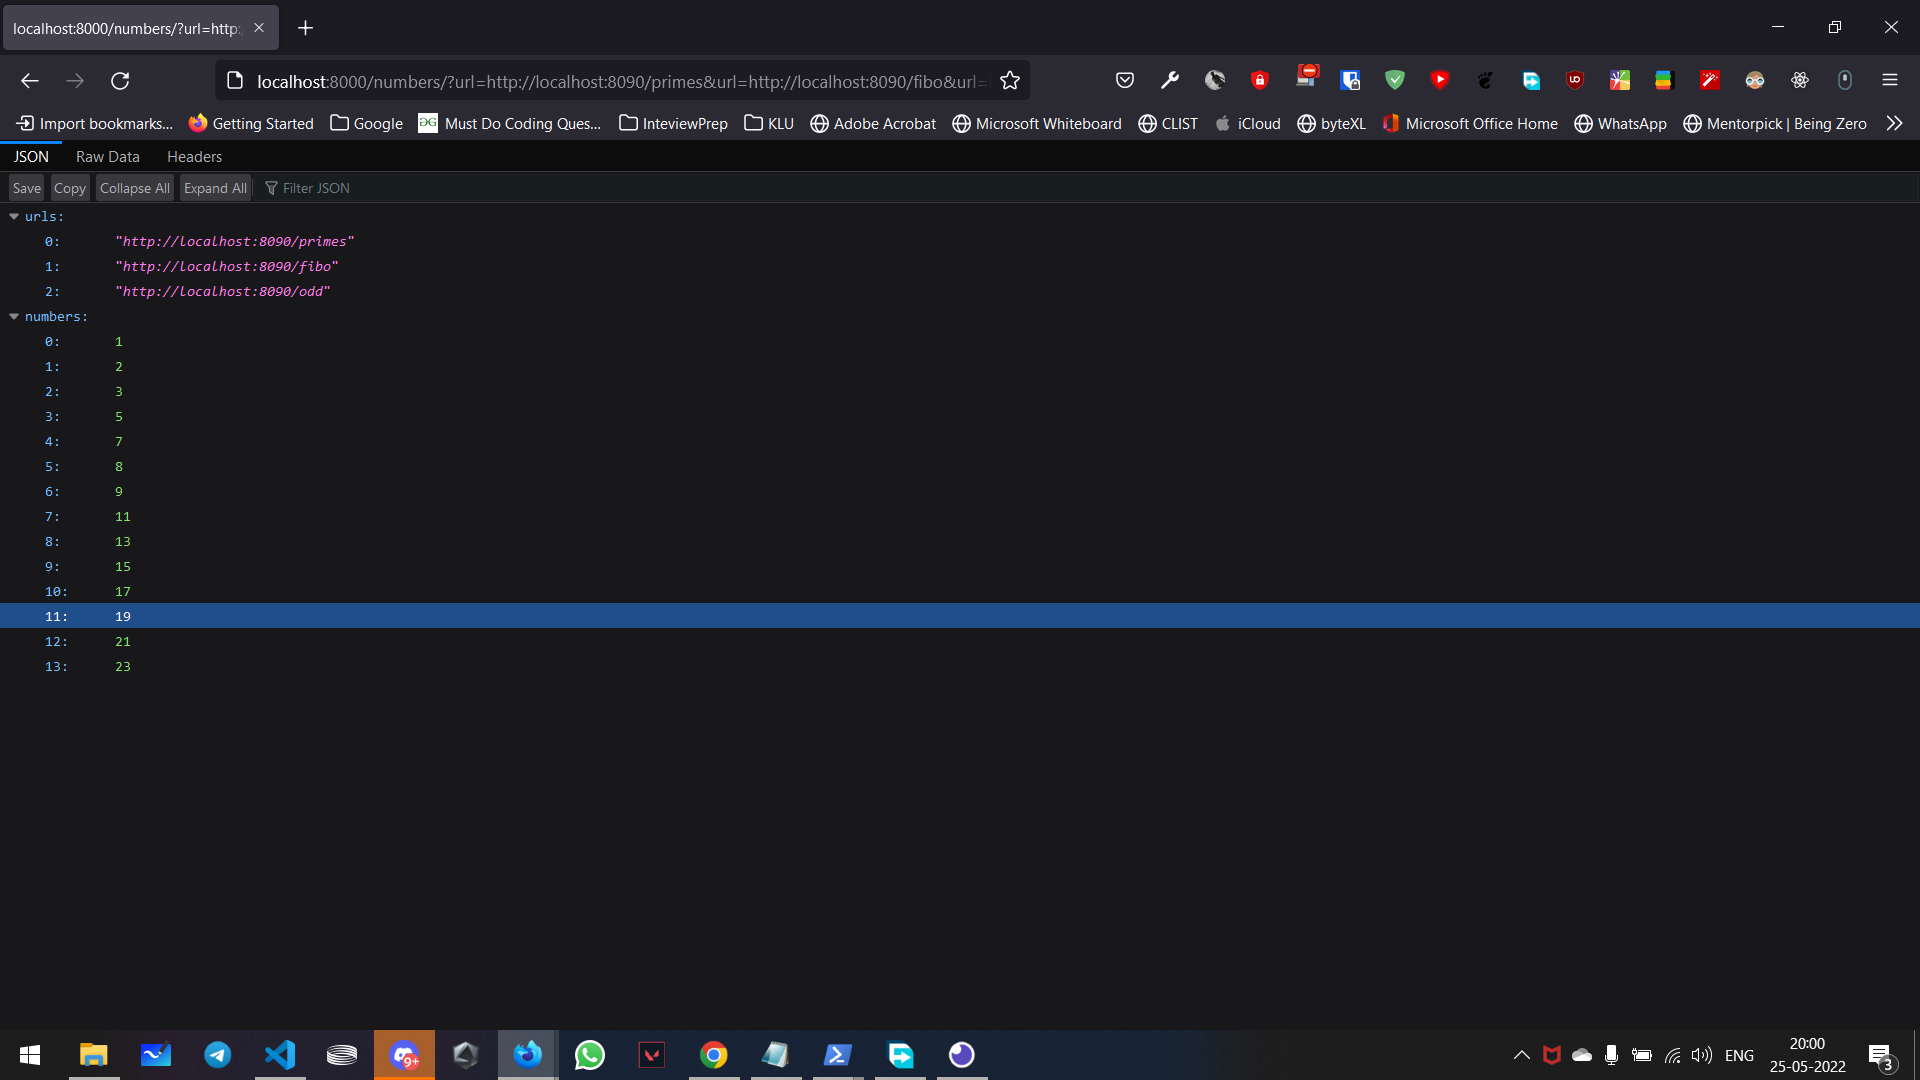 localhost:8000/numbers/?url=http:
localhost:8000/numbers/?url=http://localhost:8090/primes&url=http://localhost:8090/fibo&url=
Import bookmarks... Getting Started Google Must Do Coding Ques... InteviewPrep KLU Adobe Acrobat Microsoft Whiteboard CLIST iCloud byteXL Microsoft Office Home WhatsApp Mentorpick | Being Zero
JSON Raw Data Headers
Save Copy Collapse All Expand All Filter JSON
urls:
0: "http://localhost:8090/primes"
1: "http://localhost:8090/fibo"
2: "http://localhost:8090/odd"
numbers:
0: 1
1: 2
2: 3
3: 5
4: 7
5: 8
6: 9
7: 11
8: 13
9: 15
10: 17
11: 19
12: 21
13: 23
9+
ENG
20:00
25-05-2022
3